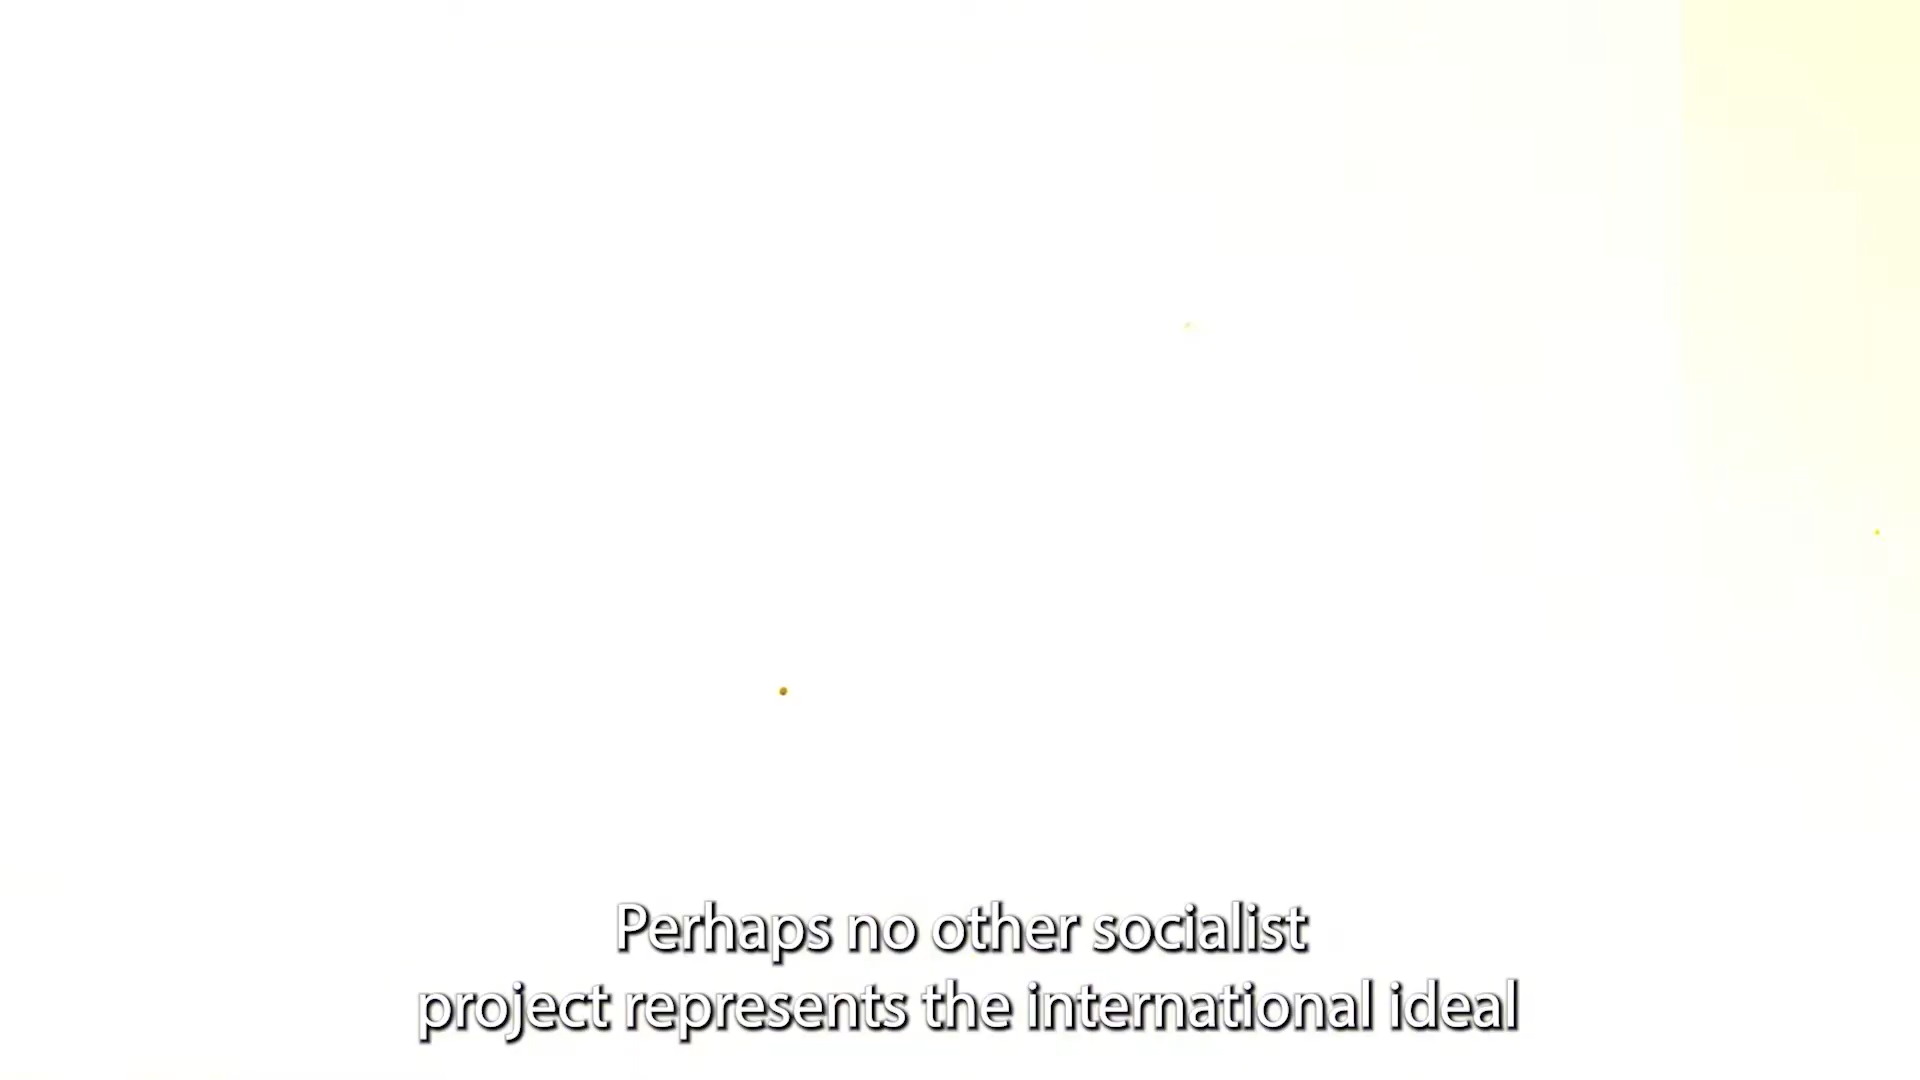 Perhaps no other socialist
project represents the international ideal